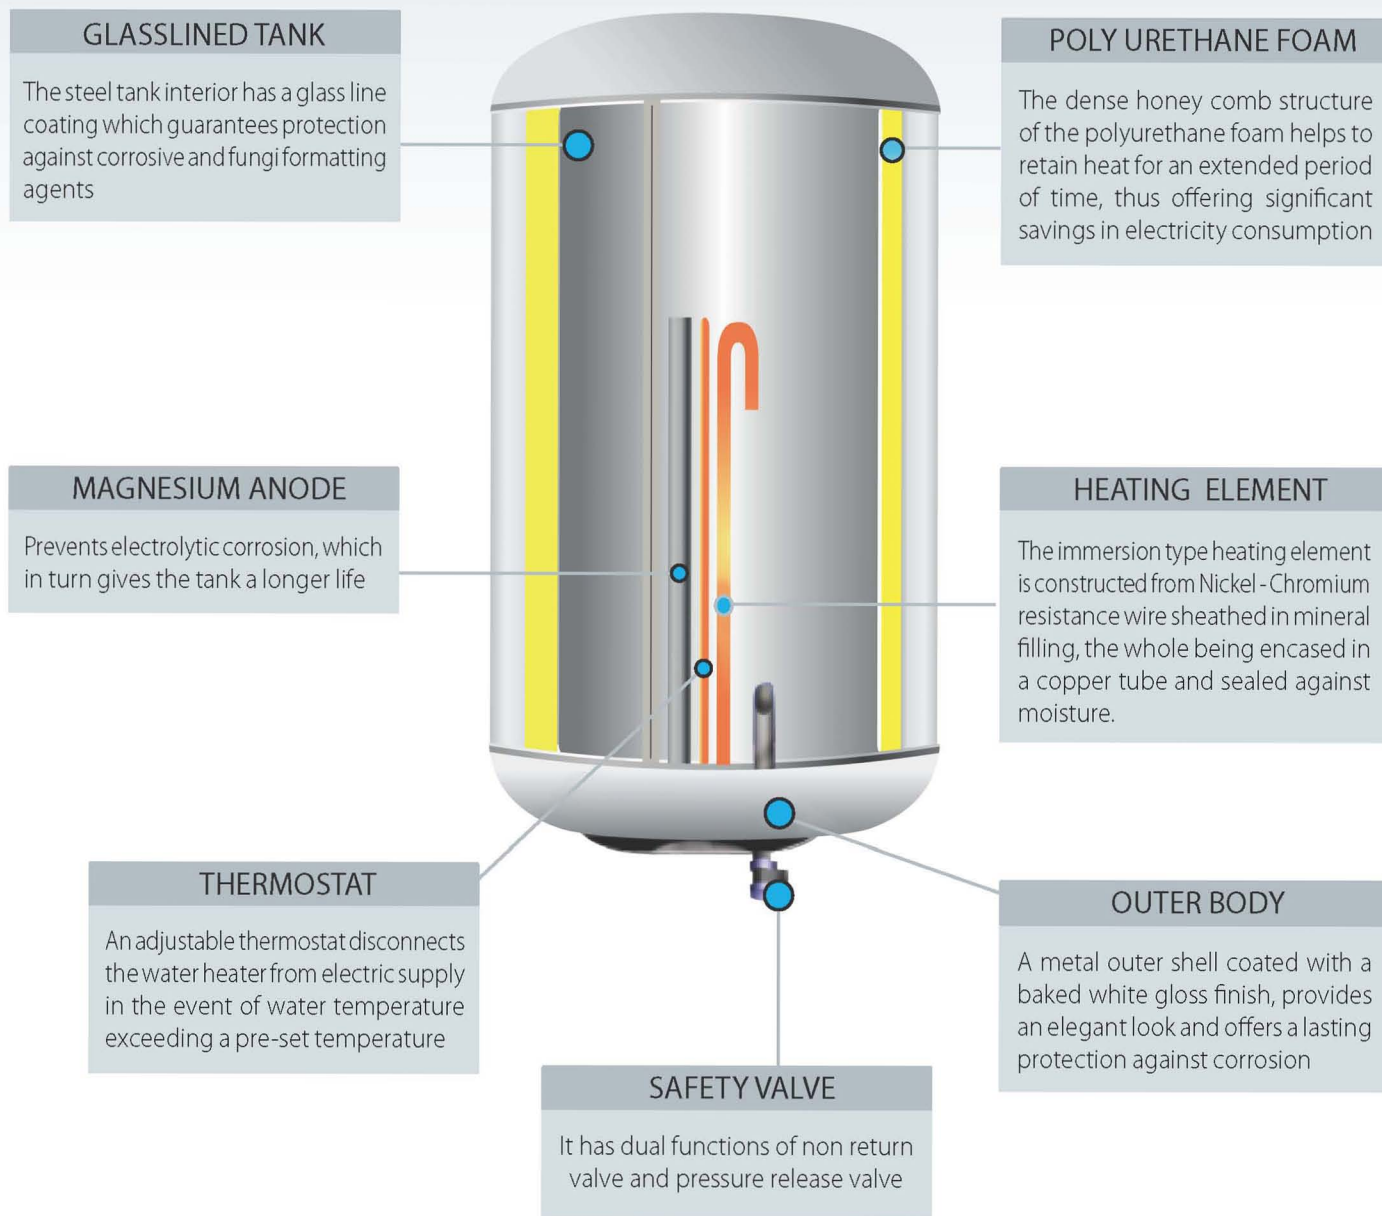 GLASSLINED TANK
The steel tank interior has a glass line
coating which guarantees protection
against corrosive and fungi formatting
agents
POLY URETHANE FOAM
The dense honey comb structure
of the polyurethane foam helps to
retain heat for an extended period
of time, thus offering significant
savings in electricity consumption
MAGNESIUM ANODE
Prevents electrolytic corrosion, which
in turn gives the tank a longer life
HEATING ELEMENT
The immersion type heating element
is constructed from Nickel - Chromium
resistance wire sheathed in mineral
filling, the whole being encased in
a copper tube and sealed against
moisture.
THERMOSTAT
An adjustable thermostat disconnects
the water heater from electric supply
in the event of water temperature
exceeding a pre-set temperature
OUTER BODY
A metal outer shell coated with a
baked white gloss finish, provides
an elegant look and offers a lasting
protection against corrosion
SAFETY VALVE
It has dual functions of non return
valve and pressure release valve